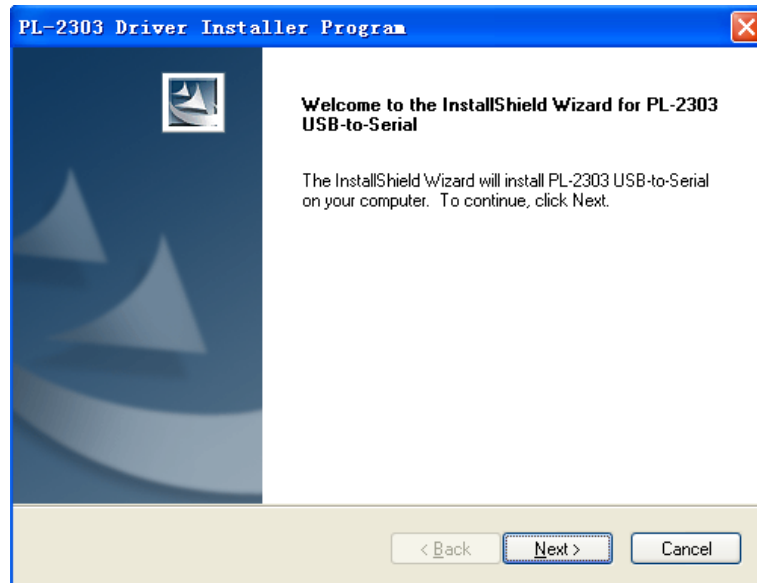 PL-2303 Driver Installer Program
Welcome to the InstallShield Wizard for PL-2303
USB-to-Serial
The InstallShield Wizard will install PL-2303 USB-to-Serial
on your computer. To continue, click Next.
< Back
Next >
Cancel